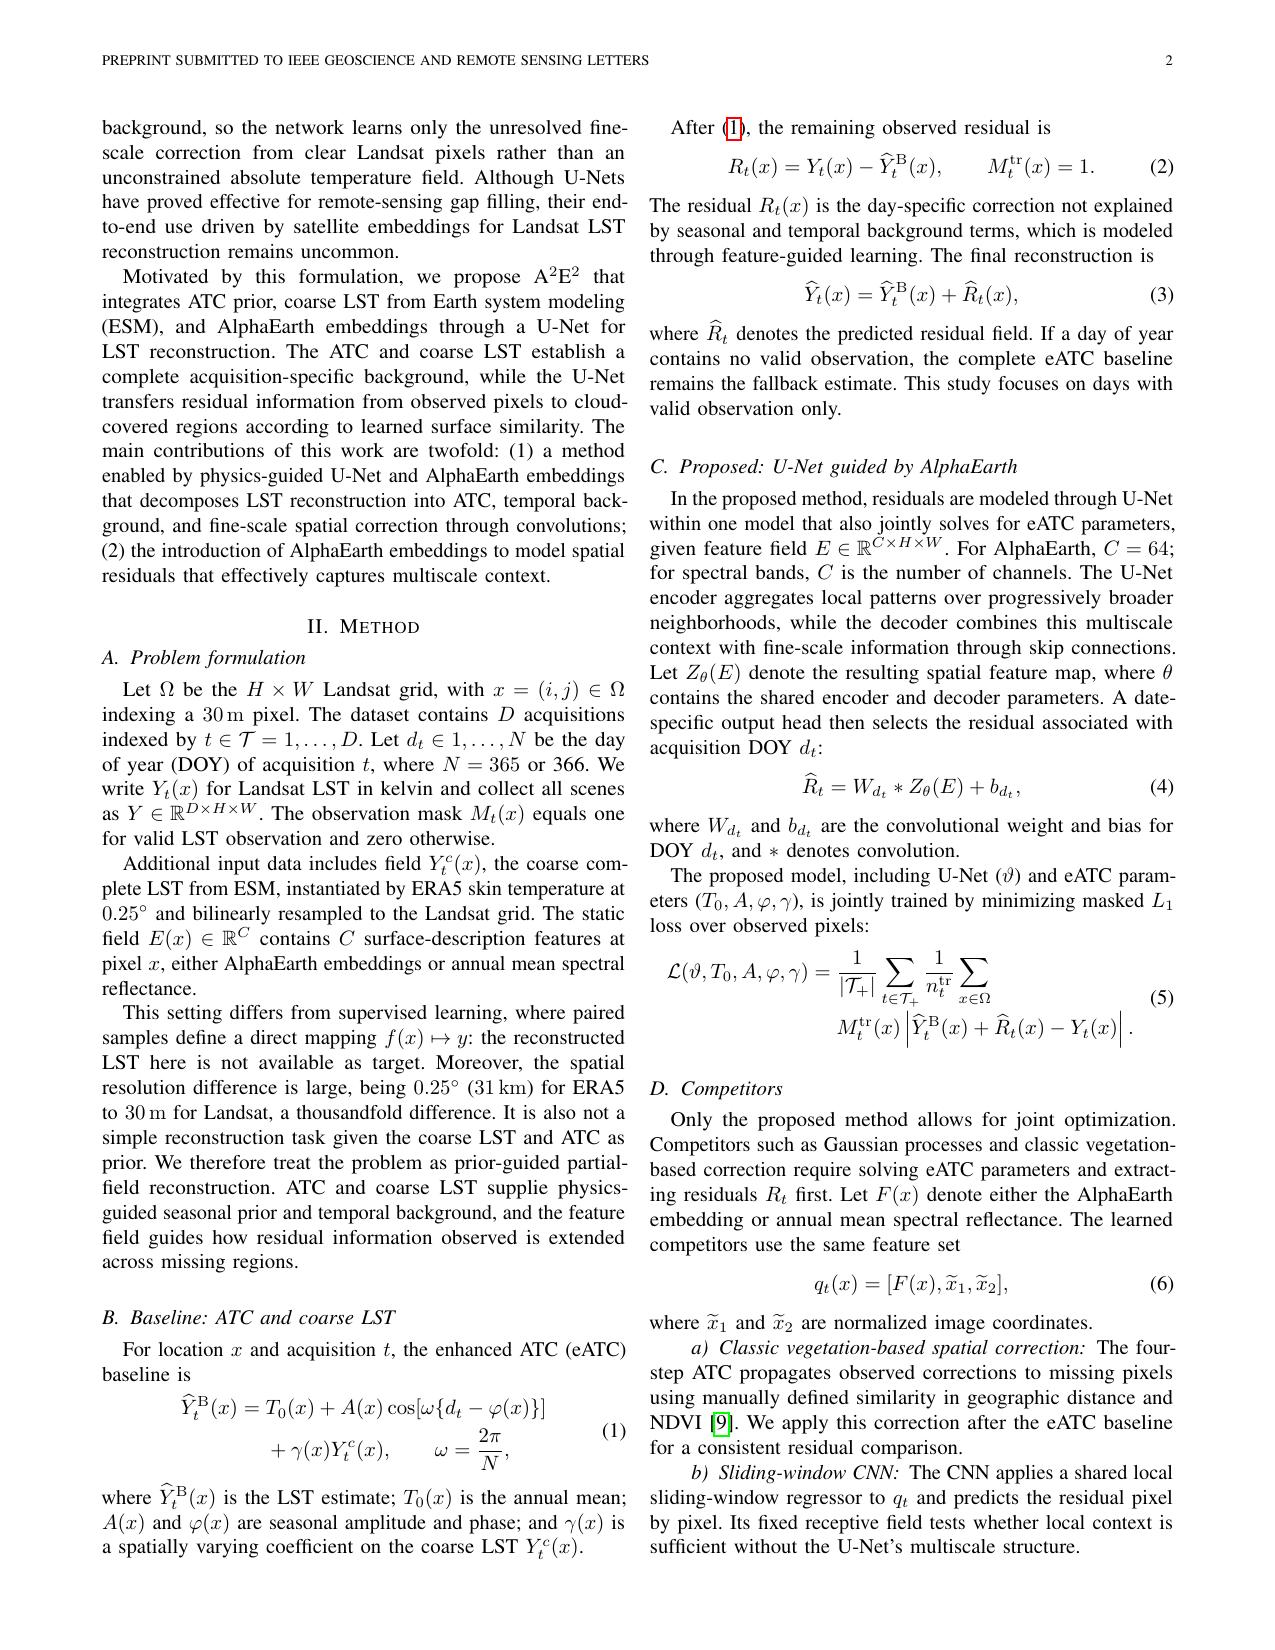 PREPRINT SUBMITTED TO IEEE GEOSCIENCE AND REMOTE SENSING LETTERS 2
background, so the network learns only the unresolved fine-
scale correction from clear Landsat pixels rather than an
unconstrained absolute temperature field. Although U-Nets
have proved effective for remote-sensing gap filling, their end-
to-end use driven by satellite embeddings for Landsat LST
reconstruction remains uncommon.
Motivated by this formulation, we propose A²E² that
integrates ATC prior, coarse LST from Earth system modeling
(ESM), and AlphaEarth embeddings through a U-Net for
LST reconstruction. The ATC and coarse LST establish a
complete acquisition-specific background, while the U-Net
transfers residual information from observed pixels to cloud-
covered regions according to learned surface similarity. The
main contributions of this work are twofold: (1) a method
enabled by physics-guided U-Net and AlphaEarth embeddings
that decomposes LST reconstruction into ATC, temporal back-
ground, and fine-scale spatial correction through convolutions;
(2) the introduction of AlphaEarth embeddings to model spatial
residuals that effectively captures multiscale context.
II. METHOD
A. Problem formulation
Let Ω be the H × W Landsat grid, with x = (i, j) ∈ Ω
indexing a 30 m pixel. The dataset contains D acquisitions
indexed by t ∈ 𝒯 = 1, . . . , D. Let d_t ∈ 1, . . . , N be the day
of year (DOY) of acquisition t, where N = 365 or 366. We
write Y_t(x) for Landsat LST in kelvin and collect all scenes
as Y ∈ ℝ^{D×H×W}. The observation mask M_t(x) equals one
for valid LST observation and zero otherwise.
Additional input data includes field Y_t^c(x), the coarse com-
plete LST from ESM, instantiated by ERA5 skin temperature at
0.25° and bilinearly resampled to the Landsat grid. The static
field E(x) ∈ ℝ^C contains C surface-description features at
pixel x, either AlphaEarth embeddings or annual mean spectral
reflectance.
This setting differs from supervised learning, where paired
samples define a direct mapping f(x) ↦ y: the reconstructed
LST here is not available as target. Moreover, the spatial
resolution difference is large, being 0.25° (31 km) for ERA5
to 30 m for Landsat, a thousandfold difference. It is also not a
simple reconstruction task given the coarse LST and ATC as
prior. We therefore treat the problem as prior-guided partial-
field reconstruction. ATC and coarse LST supplie physics-
guided seasonal prior and temporal background, and the feature
field guides how residual information observed is extended
across missing regions.
B. Baseline: ATC and coarse LST
For location x and acquisition t, the enhanced ATC (eATC)
baseline is
Ŷ_t^B(x) = T_0(x) + A(x) cos[ω{d_t − φ(x)}]
+ γ(x)Y_t^c(x), ω = 2π/N, (1)
where Ŷ_t^B(x) is the LST estimate; T_0(x) is the annual mean;
A(x) and φ(x) are seasonal amplitude and phase; and γ(x) is
a spatially varying coefficient on the coarse LST Y_t^c(x).
After (1), the remaining observed residual is
R_t(x) = Y_t(x) − Ŷ_t^B(x), M_t^tr(x) = 1. (2)
The residual R_t(x) is the day-specific correction not explained
by seasonal and temporal background terms, which is modeled
through feature-guided learning. The final reconstruction is
Ŷ_t(x) = Ŷ_t^B(x) + R̂_t(x), (3)
where R̂_t denotes the predicted residual field. If a day of year
contains no valid observation, the complete eATC baseline
remains the fallback estimate. This study focuses on days with
valid observation only.
C. Proposed: U-Net guided by AlphaEarth
In the proposed method, residuals are modeled through U-Net
within one model that also jointly solves for eATC parameters,
given feature field E ∈ ℝ^{C×H×W}. For AlphaEarth, C = 64;
for spectral bands, C is the number of channels. The U-Net
encoder aggregates local patterns over progressively broader
neighborhoods, while the decoder combines this multiscale
context with fine-scale information through skip connections.
Let Z_θ(E) denote the resulting spatial feature map, where θ
contains the shared encoder and decoder parameters. A date-
specific output head then selects the residual associated with
acquisition DOY d_t:
R̂_t = W_{d_t} ∗ Z_θ(E) + b_{d_t}, (4)
where W_{d_t} and b_{d_t} are the convolutional weight and bias for
DOY d_t, and ∗ denotes convolution.
The proposed model, including U-Net (ϑ) and eATC param-
eters (T_0, A, φ, γ), is jointly trained by minimizing masked L_1
loss over observed pixels:
ℒ(ϑ, T_0, A, φ, γ) = 1/|𝒯_+| ∑_{t∈𝒯_+} 1/n_t^tr ∑_{x∈Ω}
M_t^tr(x) |Ŷ_t^B(x) + R̂_t(x) − Y_t(x)| . (5)
D. Competitors
Only the proposed method allows for joint optimization.
Competitors such as Gaussian processes and classic vegetation-
based correction require solving eATC parameters and extract-
ing residuals R_t first. Let F(x) denote either the AlphaEarth
embedding or annual mean spectral reflectance. The learned
competitors use the same feature set
q_t(x) = [F(x), x̃_1, x̃_2], (6)
where x̃_1 and x̃_2 are normalized image coordinates.
a) Classic vegetation-based spatial correction: The four-
step ATC propagates observed corrections to missing pixels
using manually defined similarity in geographic distance and
NDVI [9]. We apply this correction after the eATC baseline
for a consistent residual comparison.
b) Sliding-window CNN: The CNN applies a shared local
sliding-window regressor to q_t and predicts the residual pixel
by pixel. Its fixed receptive field tests whether local context is
sufficient without the U-Net's multiscale structure.